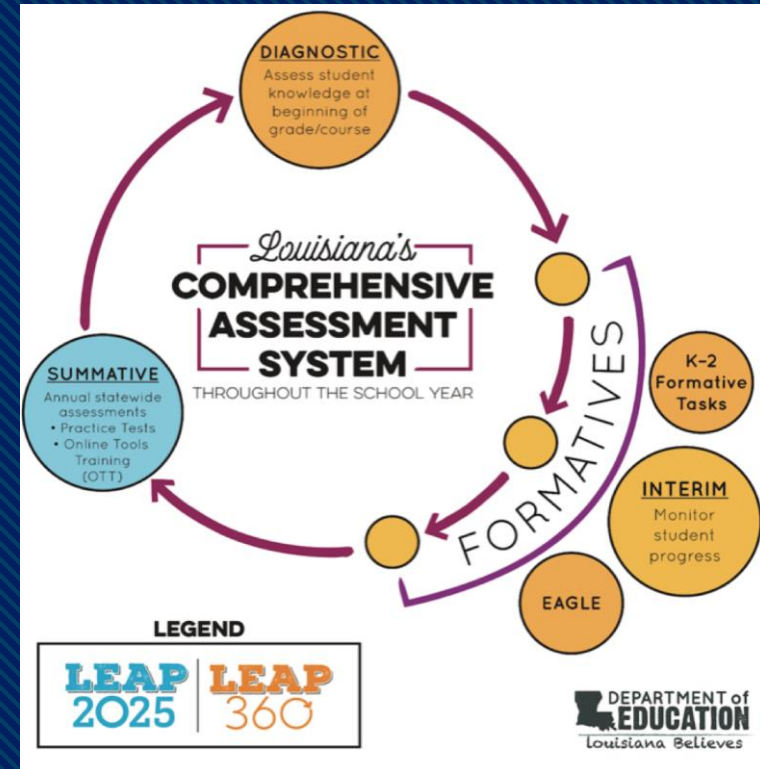 DIAGNOSTIC
Assess student
knowledge at
beginning of
grade/course
Louisiana's
COMPREHENSIVE
ASSESSMENT
SYSTEM
THROUGHOUT THE SCHOOL YEAR
SUMMATIVE
Annual statewide
assessments
• Practice Tests
• Online Tools
Training
(OTT)
FORMATIVES
K–2
Formative
Tasks
INTERIM
Monitor
student
progress
EAGLE
LEGEND
LEAP
2025
LEAP
360
DEPARTMENT of
EDUCATION
Louisiana Believes